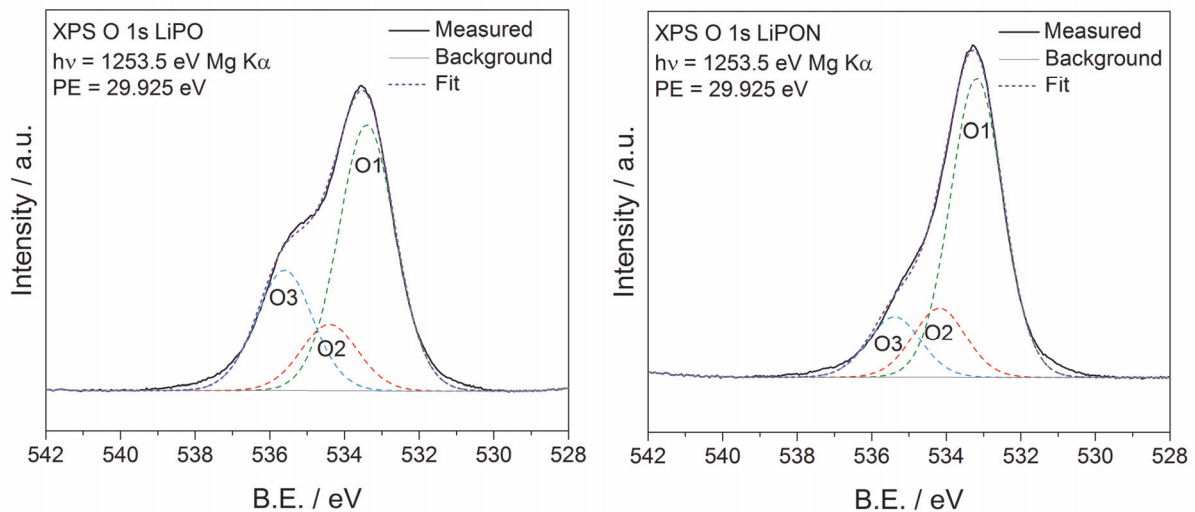 XPS O 1s LiPO
hν = 1253.5 eV Mg Kα
PE = 29.925 eV
Measured
Background
Fit
O1
O3
O2
Intensity / a.u.
542 540 538 536 534 532 530 528
B.E. / eV
XPS O 1s LiPON
hν = 1253.5 eV Mg Kα
PE = 29.925 eV
Measured
Background
Fit
O1
O2
O3
Intensity / a.u.
542 540 538 536 534 532 530 528
B.E. / eV